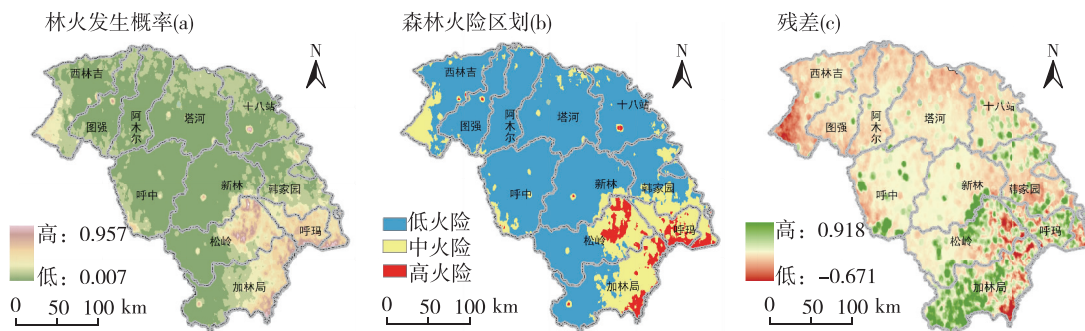 林火发生概率(a)
N
西林吉
图强
阿木尔
塔河
十八站
呼中
新林
韩家园
松岭
呼玛
加林局
高：0.957
低：0.007
0 50 100 km
森林火险区划(b)
N
西林吉
图强
阿木尔
塔河
十八站
呼中
新林
韩家园
松岭
呼玛
加林局
低火险
中火险
高火险
0 50 100 km
残差(c)
N
西林吉
图强
阿木尔
塔河
十八站
呼中
新林
韩家园
松岭
呼玛
加林局
高：0.918
低：-0.671
0 50 100 km